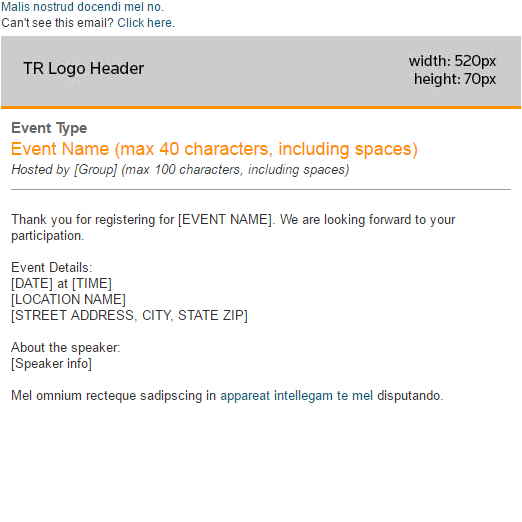 Malis nostrud docendi mel no.
Can't see this email? Click here.
TR Logo Header
width: 520px
height: 70px
Event Type
Event Name (max 40 characters, including spaces)
Hosted by [Group] (max 100 characters, including spaces)
Thank you for registering for [EVENT NAME]. We are looking forward to your
participation.
Event Details:
[DATE] at [TIME]
[LOCATION NAME]
[STREET ADDRESS, CITY, STATE ZIP]
About the speaker:
[Speaker info]
Mel omnium recteque sadipscing in appareat intellegam te mel disputando.